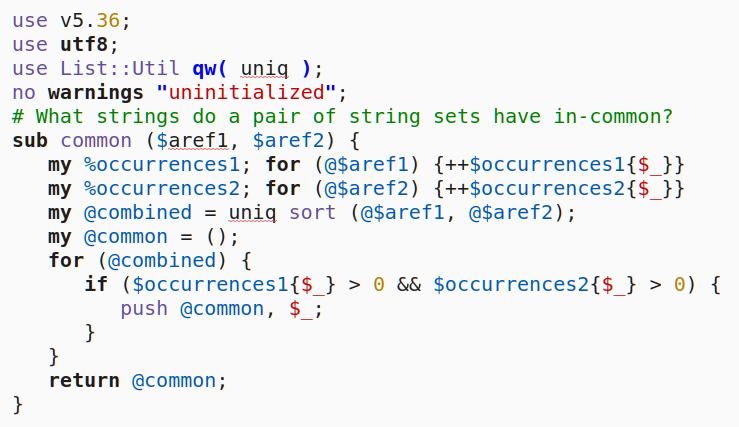 use v5.36;
use utf8;
use List::Util qw( uniq );
no warnings "uninitialized";
# What strings do a pair of string sets have in-common?
sub common ($aref1, $aref2) {
   my %occurrences1; for (@$aref1) {++$occurrences1{$_}}
   my %occurrences2; for (@$aref2) {++$occurrences2{$_}}
   my @combined = uniq sort (@$aref1, @$aref2);
   my @common = ();
   for (@combined) {
      if ($occurrences1{$_} > 0 && $occurrences2{$_} > 0) {
         push @common, $_;
      }
   }
   return @common;
}